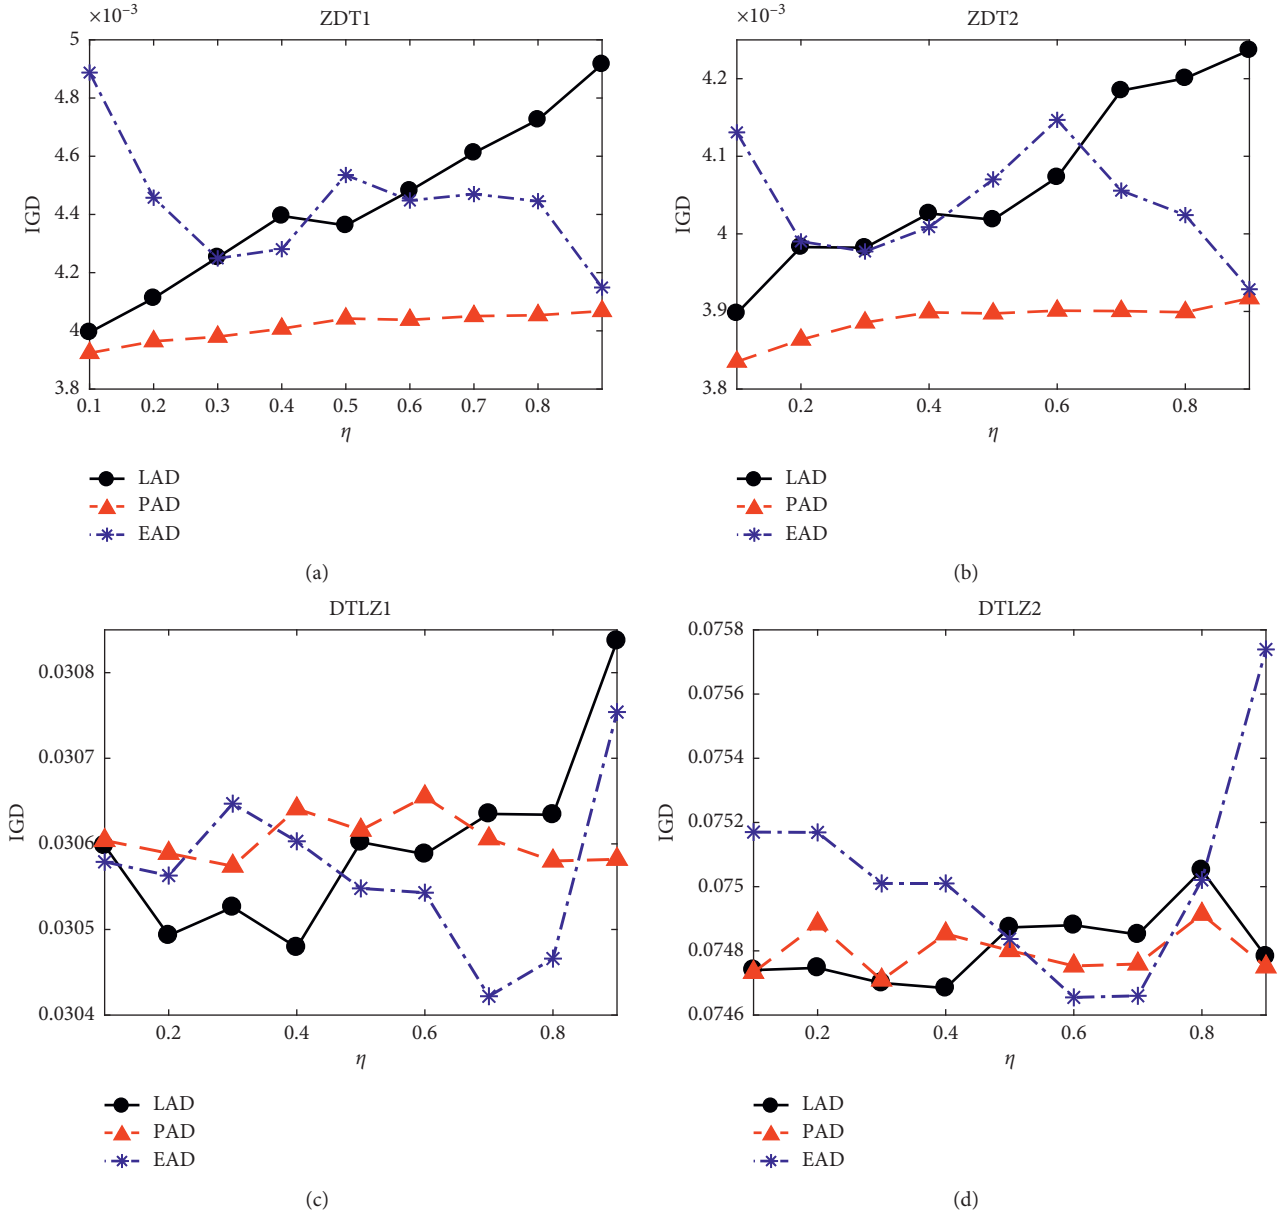 ×10⁻³
ZDT1
5
4.8
4.6
4.4
4.2
4
3.8
IGD
0.1
0.2
0.3
0.4
0.5
0.6
0.7
0.8
η
LAD
PAD
EAD
(a)
×10⁻³
ZDT2
4.2
4.1
4
3.9
3.8
IGD
0.2
0.4
0.6
0.8
η
LAD
PAD
EAD
(b)
DTLZ1
0.0308
0.0307
0.0306
0.0305
0.0304
IGD
0.2
0.4
0.6
0.8
η
LAD
PAD
EAD
(c)
DTLZ2
0.0758
0.0756
0.0754
0.0752
0.075
0.0748
0.0746
IGD
0.2
0.4
0.6
0.8
η
LAD
PAD
EAD
(d)